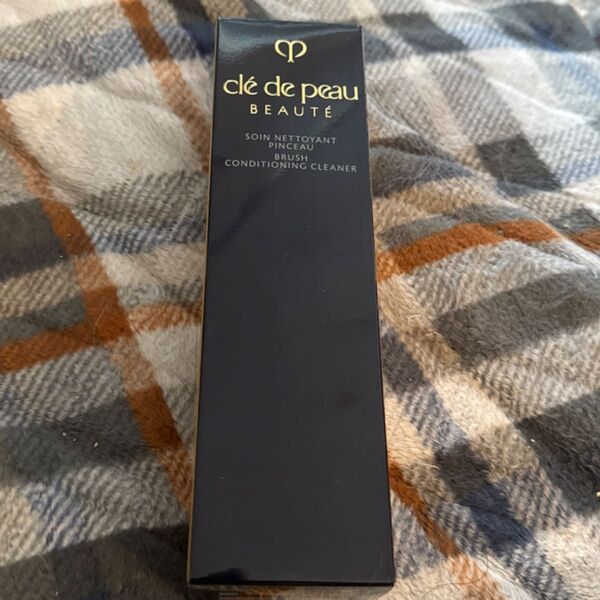 clé de peau
BEAUTÉ
SOIN NETTOYANT
PINCEAU
BRUSH
CONDITIONING CLEANER